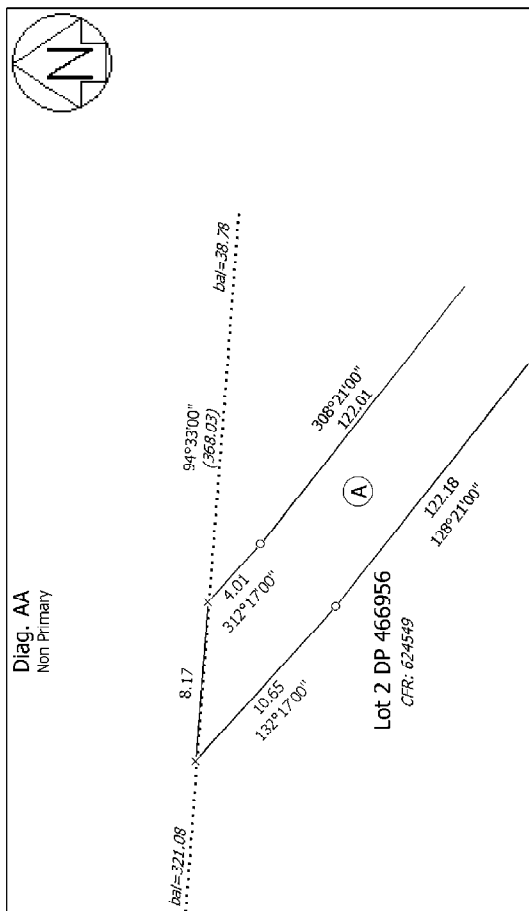 N
Diag. AA
Non Primary
bal=38.78
94°33'00"
(368.03)
308°21'00"
122.01
8.17
4.01
312°17'00"
A
bal=321.08
10.65
132°17'00"
122.18
128°21'00"
Lot 2 DP 466956
CFR: 624549